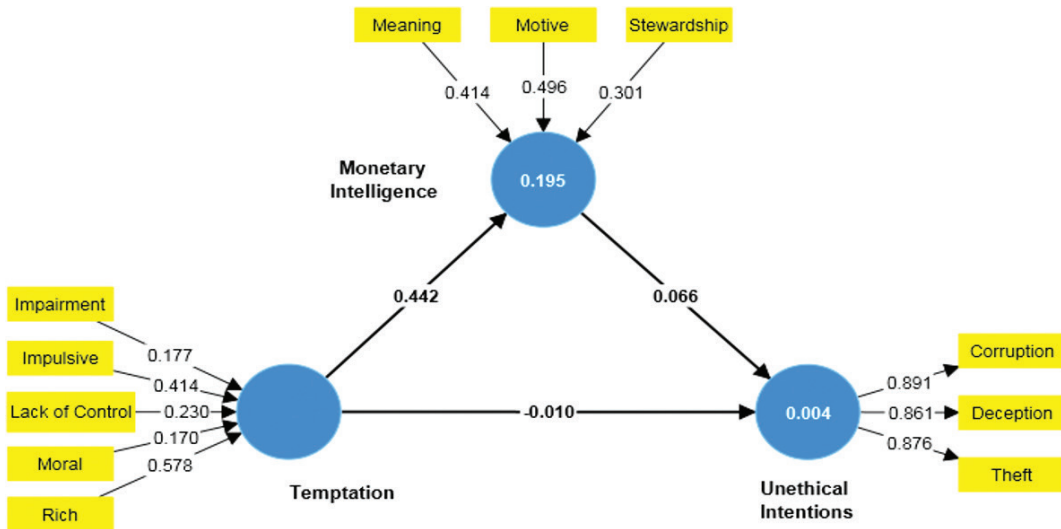 Meaning
Motive
Stewardship
0.414
0.496
0.301
Monetary
Intelligence
0.195
0.442
0.066
Impairment
Impulsive
Lack of Control
Moral
Rich
0.177
0.414
0.230
0.170
0.578
Temptation
-0.010
0.004
Unethical
Intentions
0.891
0.861
0.876
Corruption
Deception
Theft